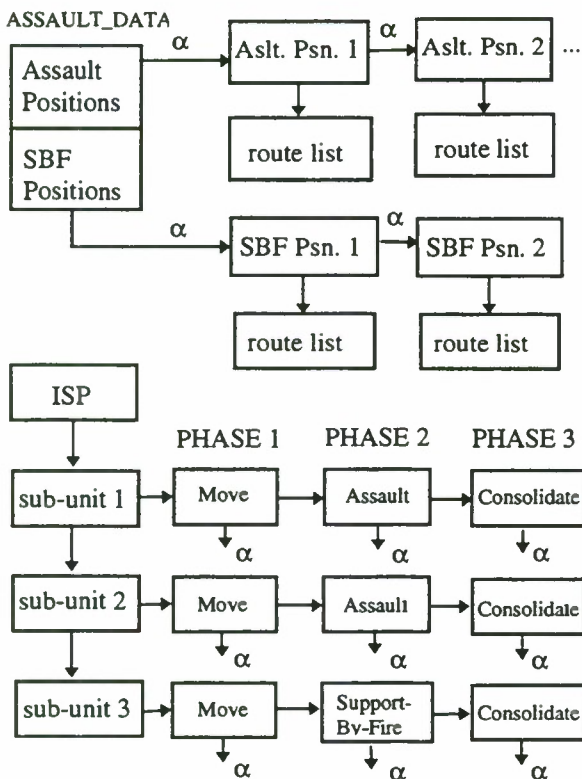 ASSAULT_DATA
α
α
Assault
Positions
Aslt. Psn. 1
Aslt. Psn. 2
...
route list
route list
SBF
Positions
α
α
SBF Psn. 1
SBF Psn. 2
route list
route list
ISP
PHASE 1
PHASE 2
PHASE 3
sub-unit 1
Move
Assault
Consolidate
α
α
α
sub-unit 2
Move
Assault
Consolidate
α
α
α
sub-unit 3
Move
Support-
By-Fire
Consolidate
α
α
α